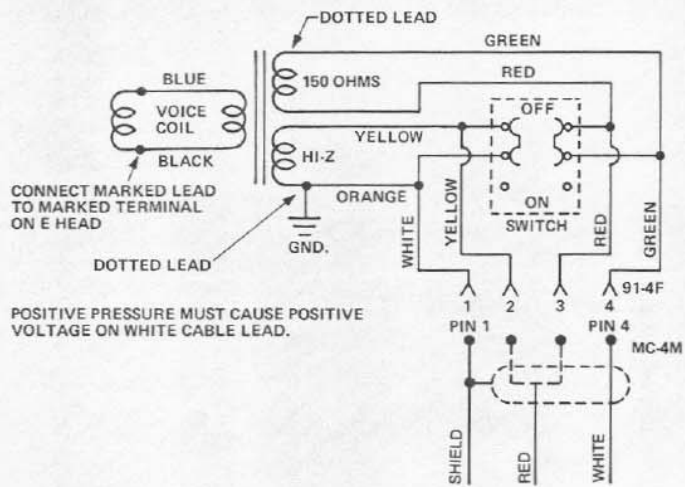 DOTTED LEAD
GREEN
RED
BLUE
150 OHMS
OFF
VOICE
COIL
YELLOW
HI-Z
BLACK
CONNECT MARKED LEAD
TO MARKED TERMINAL
ON E HEAD
ORANGE
ON
SWITCH
GND.
WHITE
YELLOW
RED
GREEN
DOTTED LEAD
91-4F
1 2 3 4
POSITIVE PRESSURE MUST CAUSE POSITIVE
VOLTAGE ON WHITE CABLE LEAD.
PIN 1 PIN 4
MC-4M
SHIELD
RED
WHITE